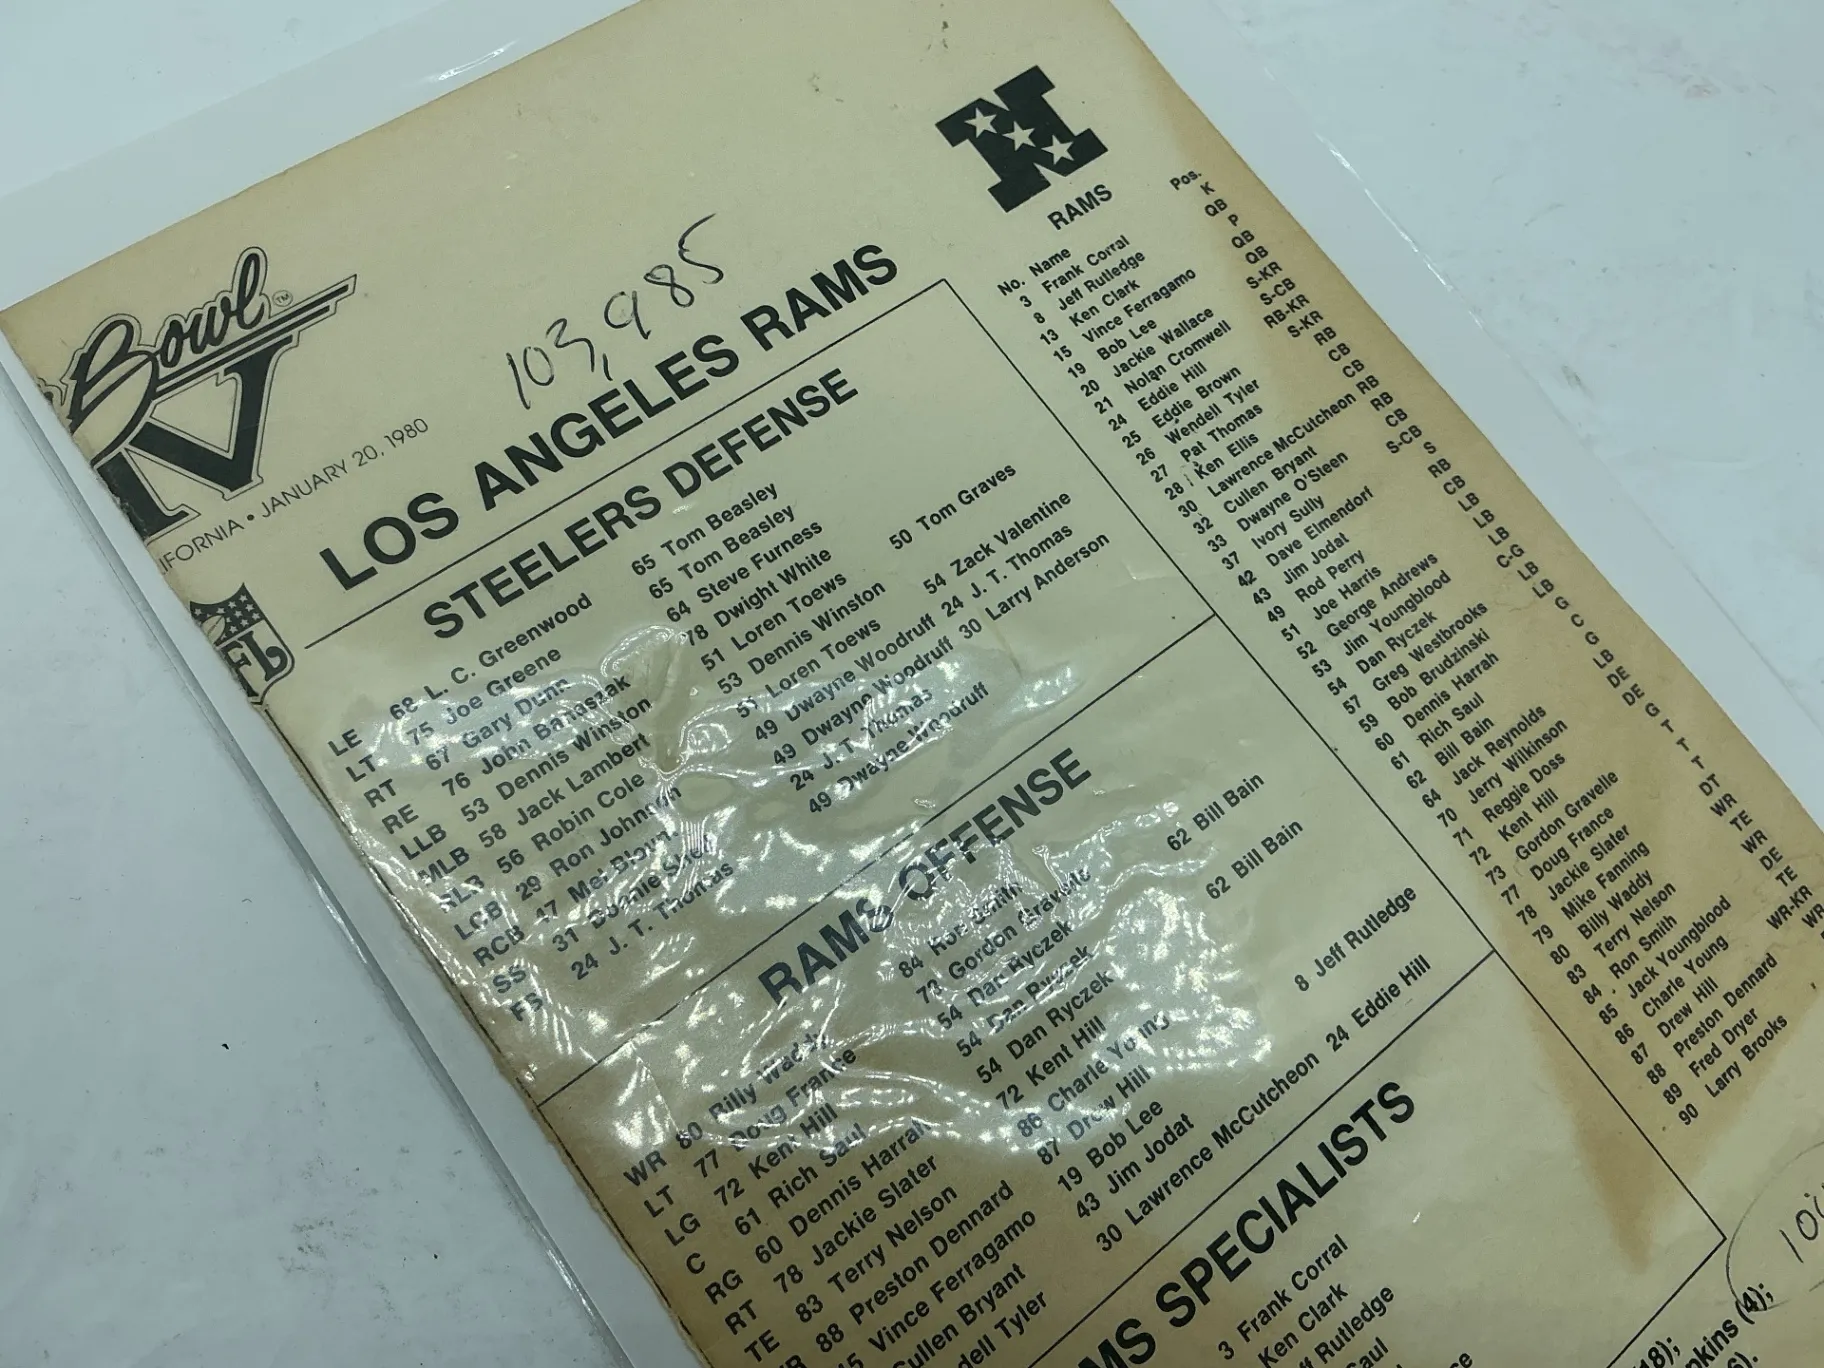 Bowl TM
IV
IFORNIA • JANUARY 20, 1980
103,985
LOS ANGELES RAMS
STEELERS DEFENSE
LE 68 L. C. Greenwood 65 Tom Beasley
LT 75 Joe Greene 65 Tom Beasley
RT 67 Gary Dunn 64 Steve Furness
RE 76 John Banaszak 78 Dwight White
LLB 53 Dennis Winston 51 Loren Toews 50 Tom Graves
MLB 58 Jack Lambert 53 Dennis Winston
RLB 56 Robin Cole 51 Loren Toews 54 Zack Valentine
LCB 29 Ron Johnson 49 Dwayne Woodruff 24 J. T. Thomas
RCB 47 Mel Blount 49 Dwayne Woodruff 30 Larry Anderson
SS 31 Donnie Shell 24 J. T. Thomas
FS 24 J. T. Thomas 49 Dwayne Woodruff
RAMS OFFENSE
WR 80 Billy Waddy 84 Ron Smith
LT 77 Doug France 73 Gordon Gravelle
LG 72 Kent Hill 54 Dan Ryczek 62 Bill Bain
C 61 Rich Saul 54 Dan Ryczek
RG 60 Dennis Harrah 54 Dan Ryczek 62 Bill Bain
RT 78 Jackie Slater 72 Kent Hill
TE 83 Terry Nelson 86 Charle Young
88 Preston Dennard 87 Drew Hill
Vince Ferragamo 19 Bob Lee 8 Jeff Rutledge
Cullen Bryant 43 Jim Jodat
Tyler 30 Lawrence McCutcheon 24 Eddie Hill
SPECIALISTS
3 Frank Corral
Ken Clark
Rutledge
Saul
RAMS
No. Name Pos.
3 Frank Corral K
8 Jeff Rutledge QB
13 Ken Clark P
15 Vince Ferragamo QB
19 Bob Lee QB
20 Jackie Wallace S-KR
21 Nolan Cromwell S-CB
24 Eddie Hill RB-KR
25 Eddie Brown S-KR
26 Wendell Tyler RB
27 Pat Thomas CB
28 Ken Ellis CB
30 Lawrence McCutcheon RB
32 Cullen Bryant RB
33 Dwayne O'Steen CB
37 Ivory Sully S-CB
42 Dave Elmendorf S
43 Jim Jodat RB
49 Rod Perry CB
51 Joe Harris LB
52 George Andrews LB
53 Jim Youngblood LB
54 Dan Ryczek C-G
57 Greg Westbrooks LB
59 Bob Brudzinski LB
60 Dennis Harrah G
61 Rich Saul C
62 Bill Bain G
64 Jack Reynolds LB
70 Jerry Wilkinson DE
71 Reggie Doss DE
72 Kent Hill G
73 Gordon Gravelle T
77 Doug France T
78 Jackie Slater T
79 Mike Fanning DT
80 Billy Waddy WR
83 Terry Nelson TE
84 Ron Smith WR
85 Jack Youngblood DE
86 Charle Young TE
87 Drew Hill WR-KR
88 Preston Dennard WR
89 Fred Dryer
90 Larry Brooks
18);
(4);